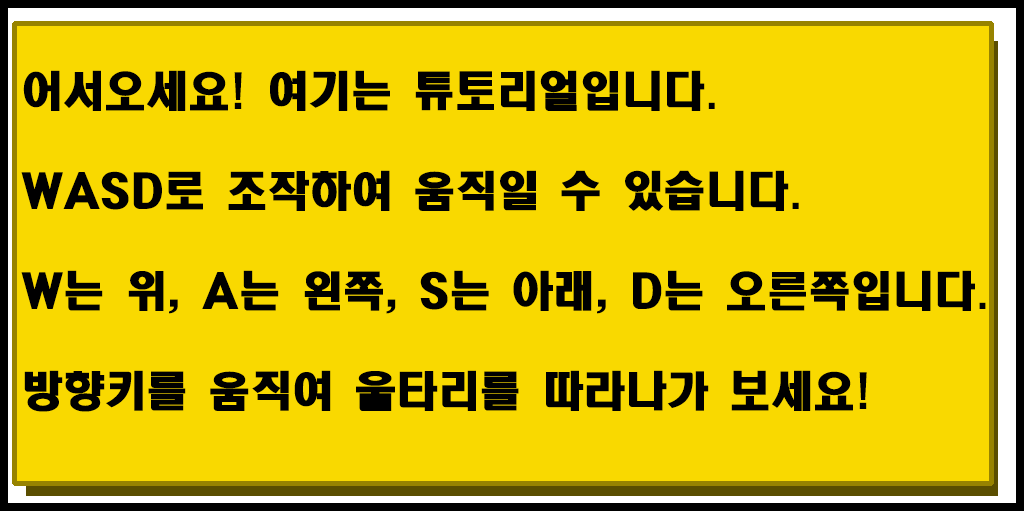 어서오세요! 여기는 튜토리얼입니다.
WASD로 조작하여 움직일 수 있습니다.
W는 위, A는 왼쪽, S는 아래, D는 오른쪽입니다.
방향키를 움직여 울타리를 따라나가 보세요!